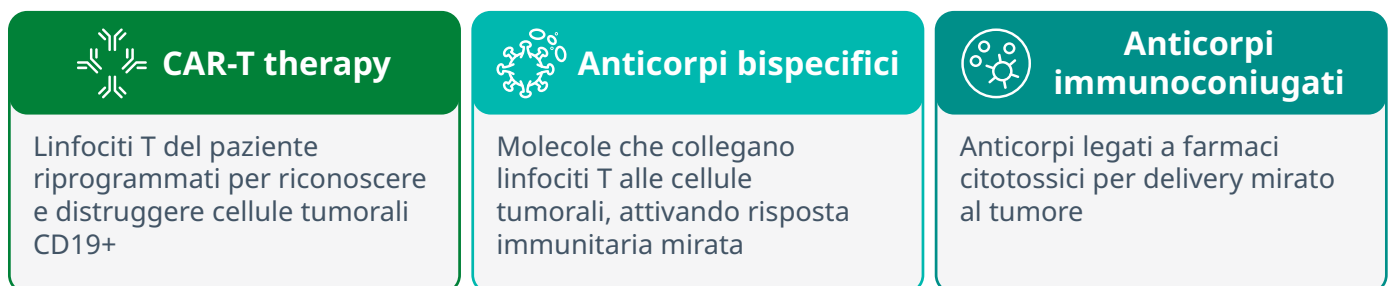 CAR-T therapy
Linfociti T del paziente
riprogrammati per riconoscere
e distruggere cellule tumorali
CD19+
Anticorpi bispecifici
Molecole che collegano
linfociti T alle cellule
tumorali, attivando risposta
immunitaria mirata
Anticorpi
immunoconiugati
Anticorpi legati a farmaci
citotossici per delivery mirato
al tumore